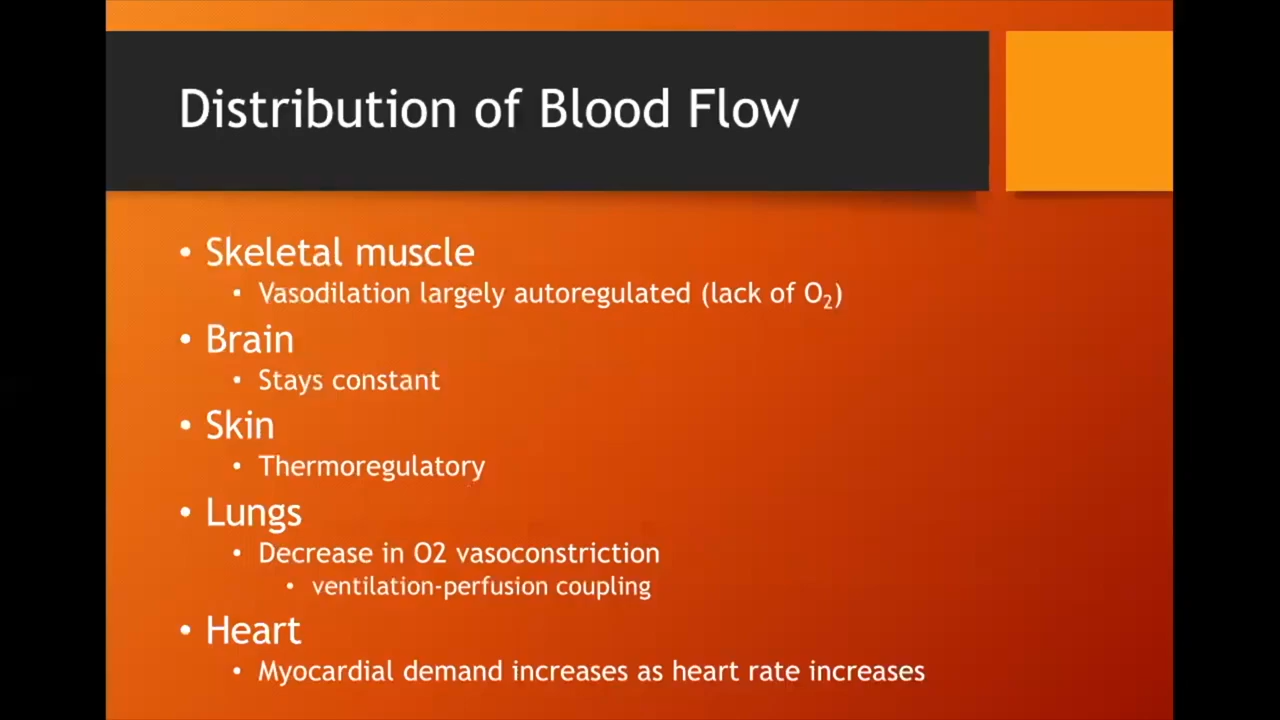 Distribution of Blood Flow
• Skeletal muscle
• Vasodilation largely autoregulated (lack of O₂)
• Brain
• Stays constant
• Skin
• Thermoregulatory
• Lungs
• Decrease in O2 vasoconstriction
• ventilation-perfusion coupling
• Heart
• Myocardial demand increases as heart rate increases